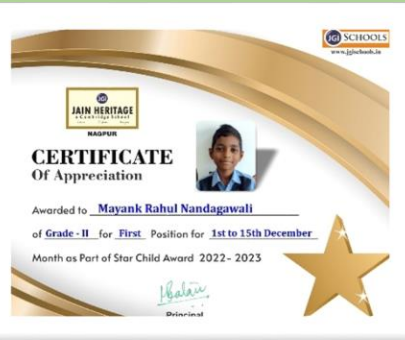 JGI SCHOOLS
www.jgischools.in
JAIN HERITAGE
a Cambridge School
NAGPUR
CERTIFICATE
Of Appreciation
Awarded to Mayank Rahul Nandagawali
of Grade - II for First Position for 1st to 15th December
Month as Part of Star Child Award 2022- 2023
Principal